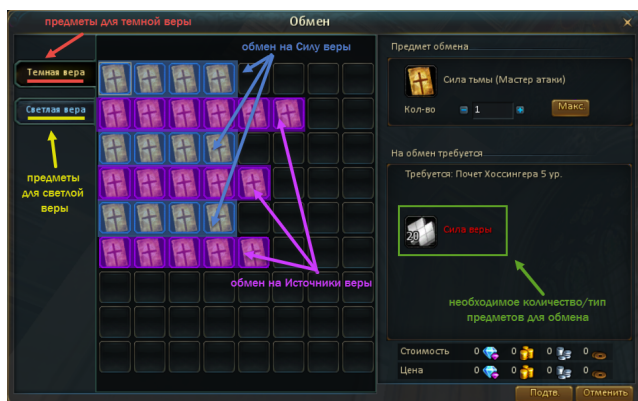 предметы для темной веры
Обмен
Темная вера
Светлая вера
обмен на Силу веры
предметы
для светлой
веры
обмен на Источники веры
Предмет обмена
Сила тьмы (Мастер атаки)
Кол-во
1
Макс.
На обмен требуется
Требуется: Почет Хоссингера 5 ур.
20
Сила веры
необходимое количество/тип
предметов для обмена
Стоимость 0 0 0 0
Цена 0 0 0 0
Подтв. Отменить